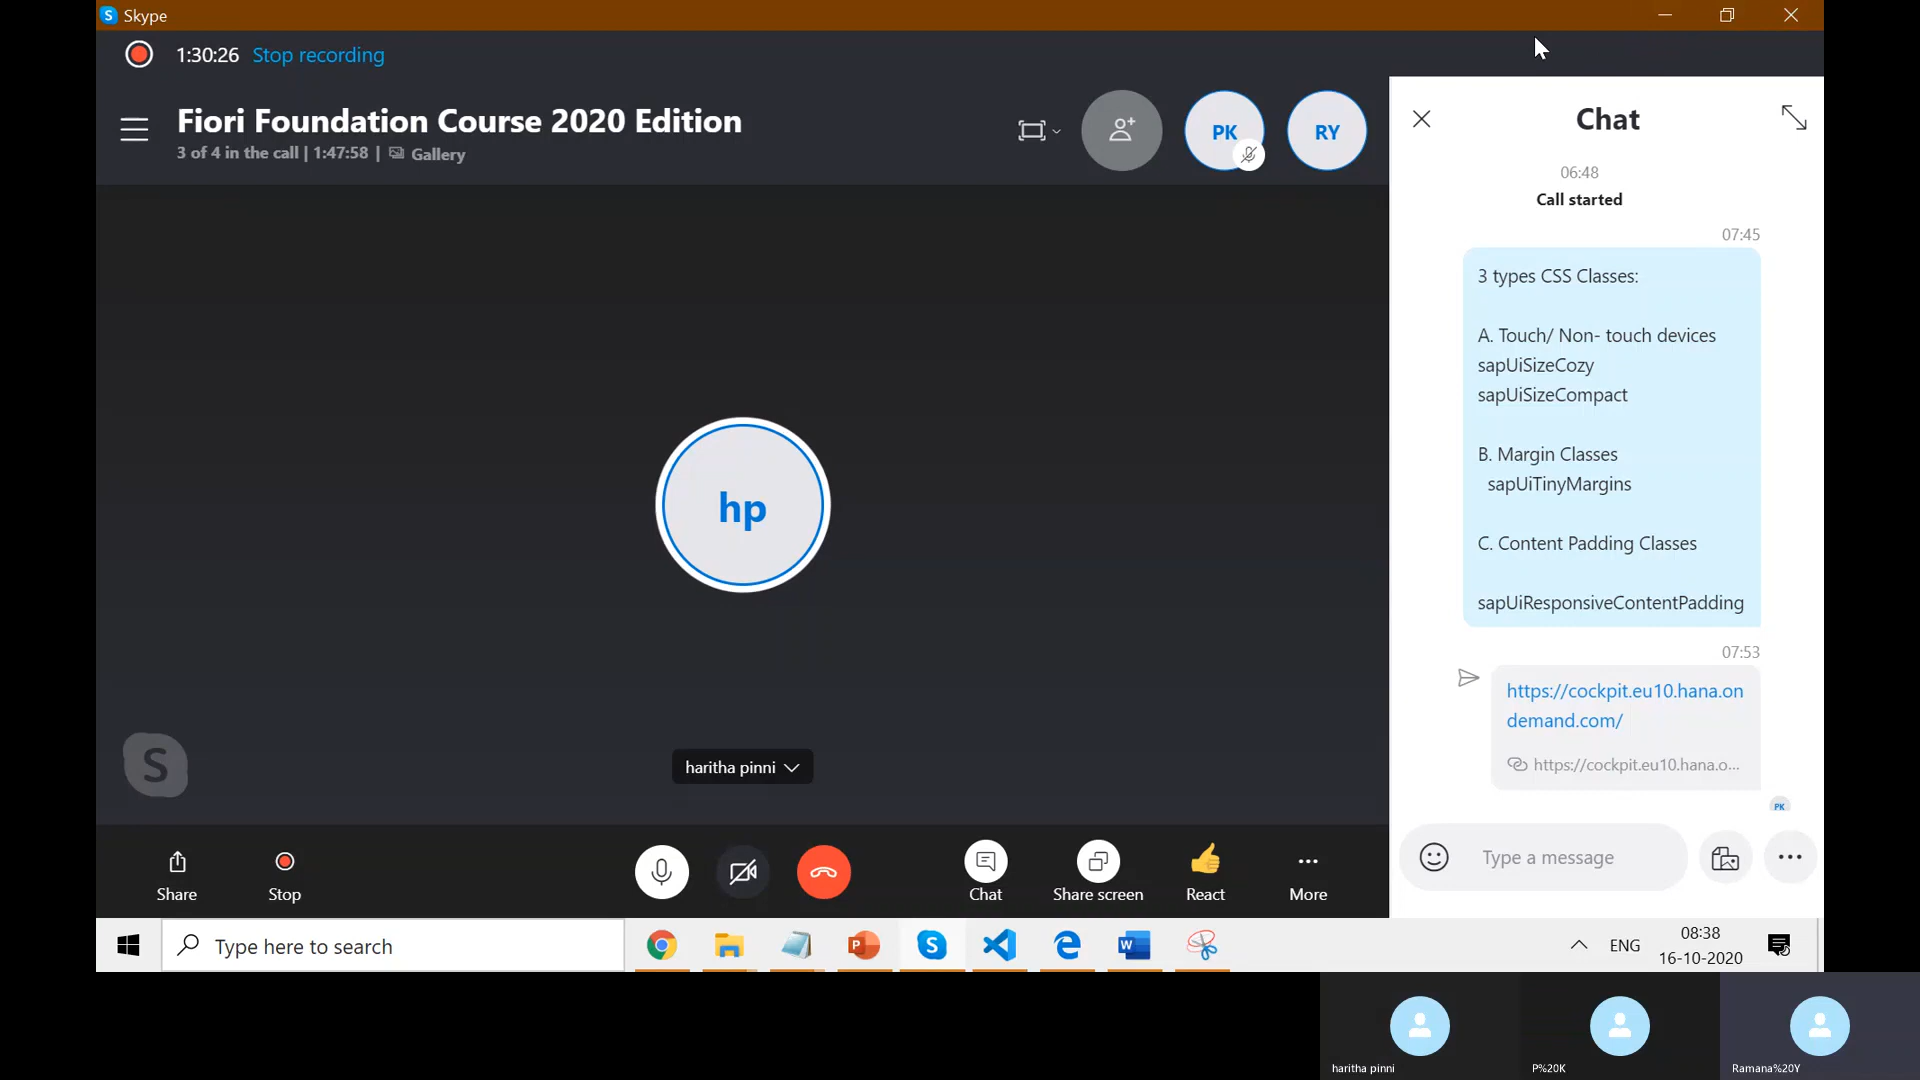 Skype
1:30:26 Stop recording
Fiori Foundation Course 2020 Edition
3 of 4 in the call | 1:47:58 | Gallery
PK
RY
Chat
06:48
Call started
07:45
3 types CSS Classes:
A. Touch/ Non- touch devices
sapUiSizeCozy
sapUiSizeCompact
B. Margin Classes
sapUiTinyMargins
C. Content Padding Classes
sapUiResponsiveContentPadding
07:53
https://cockpit.eu10.hana.on
demand.com/
https://cockpit.eu10.hana.o...
PK
hp
haritha pinni
Share
Stop
Chat
Share screen
React
More
Type a message
Type here to search
ENG
08:38
16-10-2020
haritha pinni
P%20K
Ramana%20Y